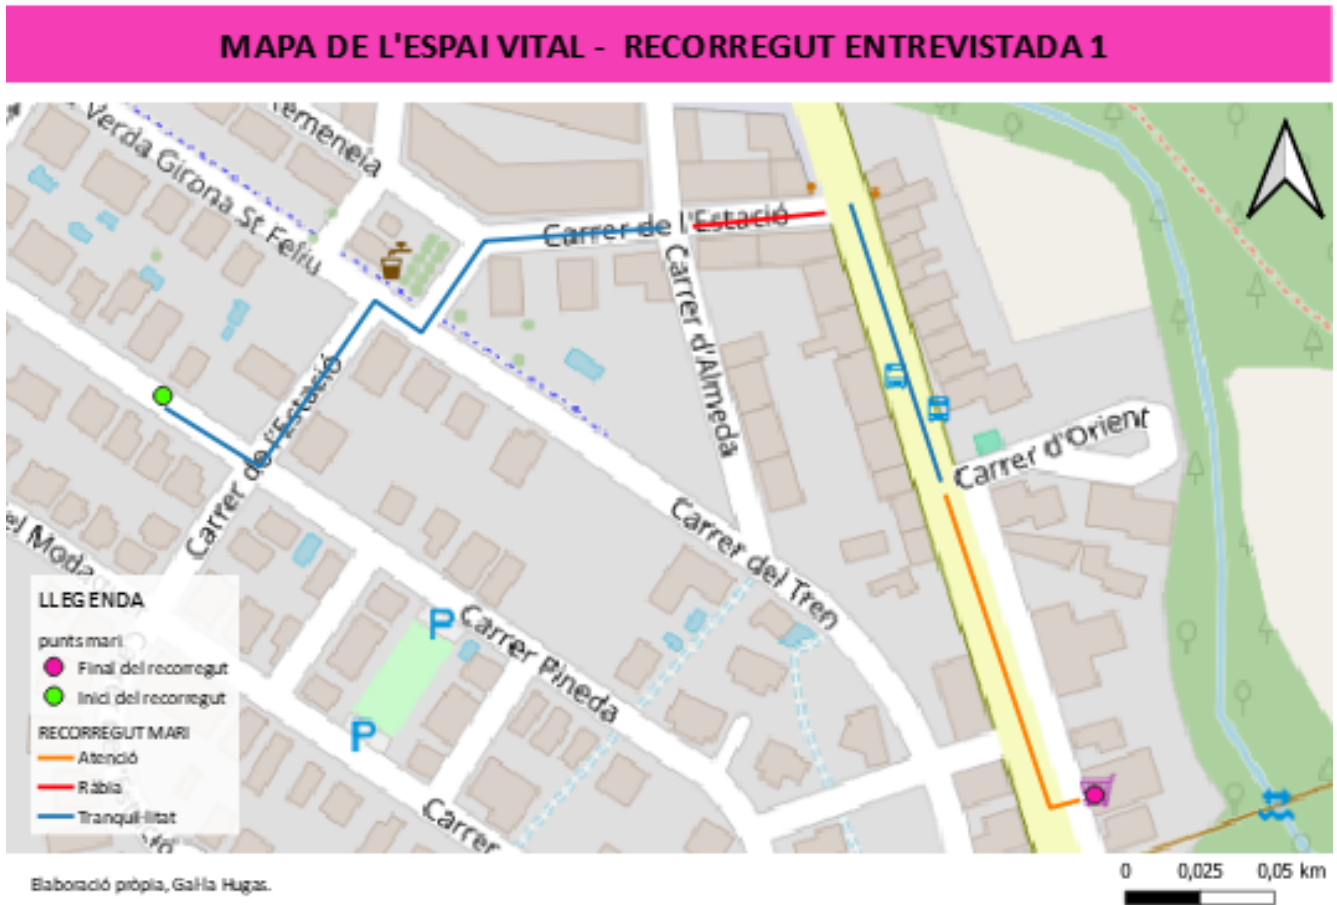 MAPA DE L'ESPAI VITAL - RECORREGUT ENTREVISTADA 1
Verda Girona St Feliu
Carrer de l'Estació
Carrer d'Almeda
Carrer de l'Estació
Carrer d'Orient
Carrer del Tren
Carrer Pineda
P
P
Carrer
LLEGENDA
punts mari
Final del recorregut
Inici del recorregut
RECORREGUT MARI
Atenció
Ràbia
Tranquil·litat
Elaboració pròpia, Gal·la Hugas.
0 0,025 0,05 km